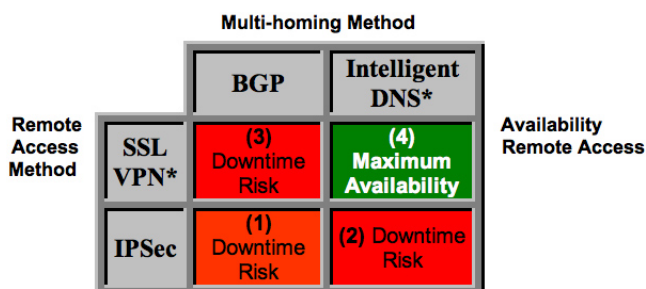 Multi-homing Method
BGP
Intelligent
DNS*
Remote
Access
Method
SSL
VPN*
(3)
Downtime
Risk
(4)
Maximum
Availability
Availability
Remote Access
IPSec
(1)
Downtime
Risk
(2) Downtime
Risk